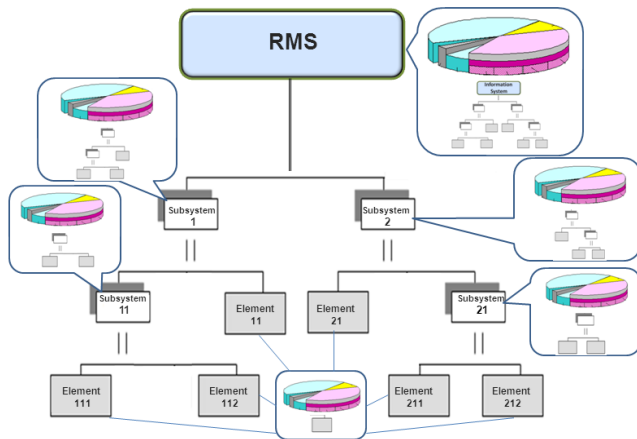 RMS
Information
System
Subsystem
1
Subsystem
2
Subsystem
11
Element
11
Element
21
Subsystem
21
Element
111
Element
112
Element
211
Element
212